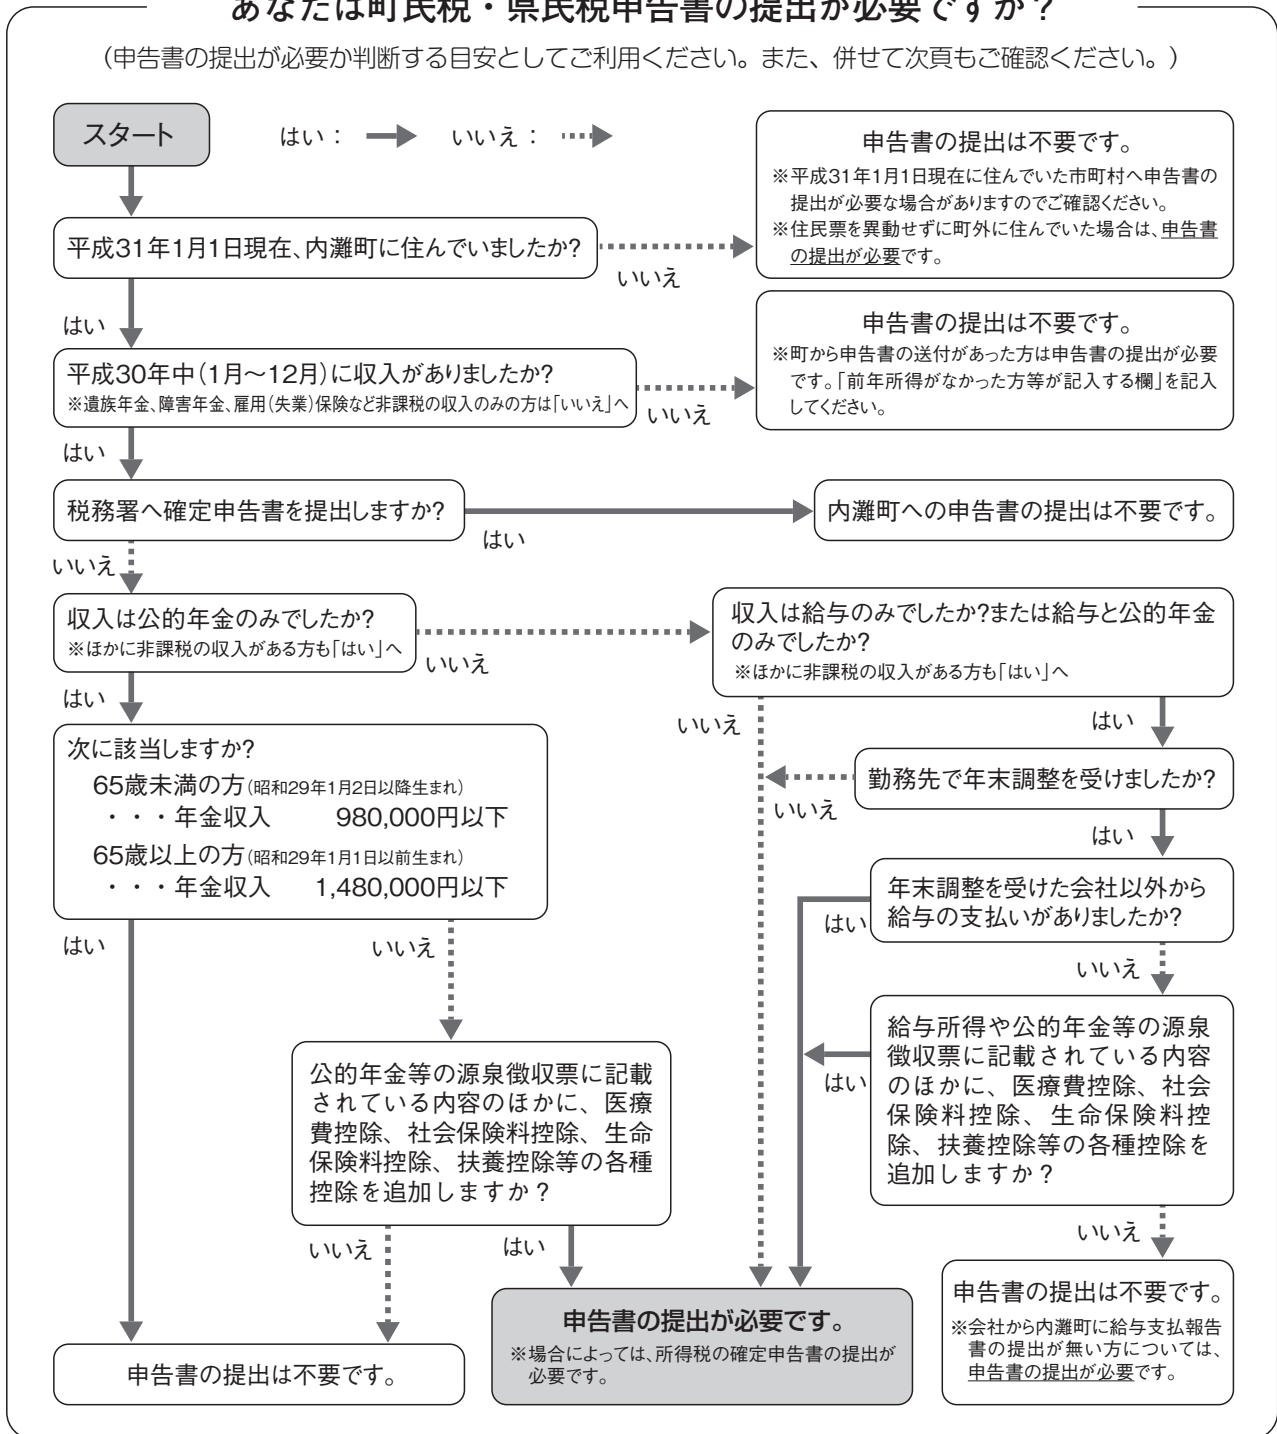 あなたは町民税・県民税申告書の提出が必要ですか？
（申告書の提出が必要か判断する目安としてご利用ください。また、併せて次頁もご確認ください。）
スタート
はい：
いいえ：
申告書の提出は不要です。
※平成31年1月1日現在に住んでいた市町村へ申告書の
提出が必要な場合がありますのでご確認ください。
※住民票を異動せずに町外に住んでいた場合は、申告書
の提出が必要です。
平成31年1月1日現在、内灘町に住んでいましたか?
いいえ
はい
申告書の提出は不要です。
※町から申告書の送付があった方は申告書の提出が必要
です。「前年所得がなかった方等が記入する欄」を記入
してください。
平成30年中（1月～12月）に収入がありましたか?
※遺族年金、障害年金、雇用（失業）保険など非課税の収入のみの方は「いいえ」へ
いいえ
はい
税務署へ確定申告書を提出しますか?
はい
内灘町への申告書の提出は不要です。
いいえ
収入は公的年金のみでしたか?
※ほかに非課税の収入がある方も「はい」へ
いいえ
収入は給与のみでしたか?または給与と公的年金
のみでしたか?
※ほかに非課税の収入がある方も「はい」へ
はい
いいえ
はい
次に該当しますか?
65歳未満の方（昭和29年1月2日以降生まれ）
・・・年金収入 980,000円以下
65歳以上の方（昭和29年1月1日以前生まれ）
・・・年金収入 1,480,000円以下
勤務先で年末調整を受けましたか?
いいえ
はい
年末調整を受けた会社以外から
給与の支払いがありましたか?
はい
いいえ
はい
いいえ
給与所得や公的年金等の源泉
徴収票に記載されている内容
のほかに、医療費控除、社会
保険料控除、生命保険料控
除、扶養控除等の各種控除を
追加しますか？
はい
いいえ
公的年金等の源泉徴収票に記載
されている内容のほかに、医療
費控除、社会保険料控除、生命
保険料控除、扶養控除等の各種
控除を追加しますか？
いいえ
はい
申告書の提出は不要です。
申告書の提出が必要です。
※場合によっては、所得税の確定申告書の提出が
必要です。
申告書の提出は不要です。
※会社から内灘町に給与支払報告
書の提出が無い方については、
申告書の提出が必要です。